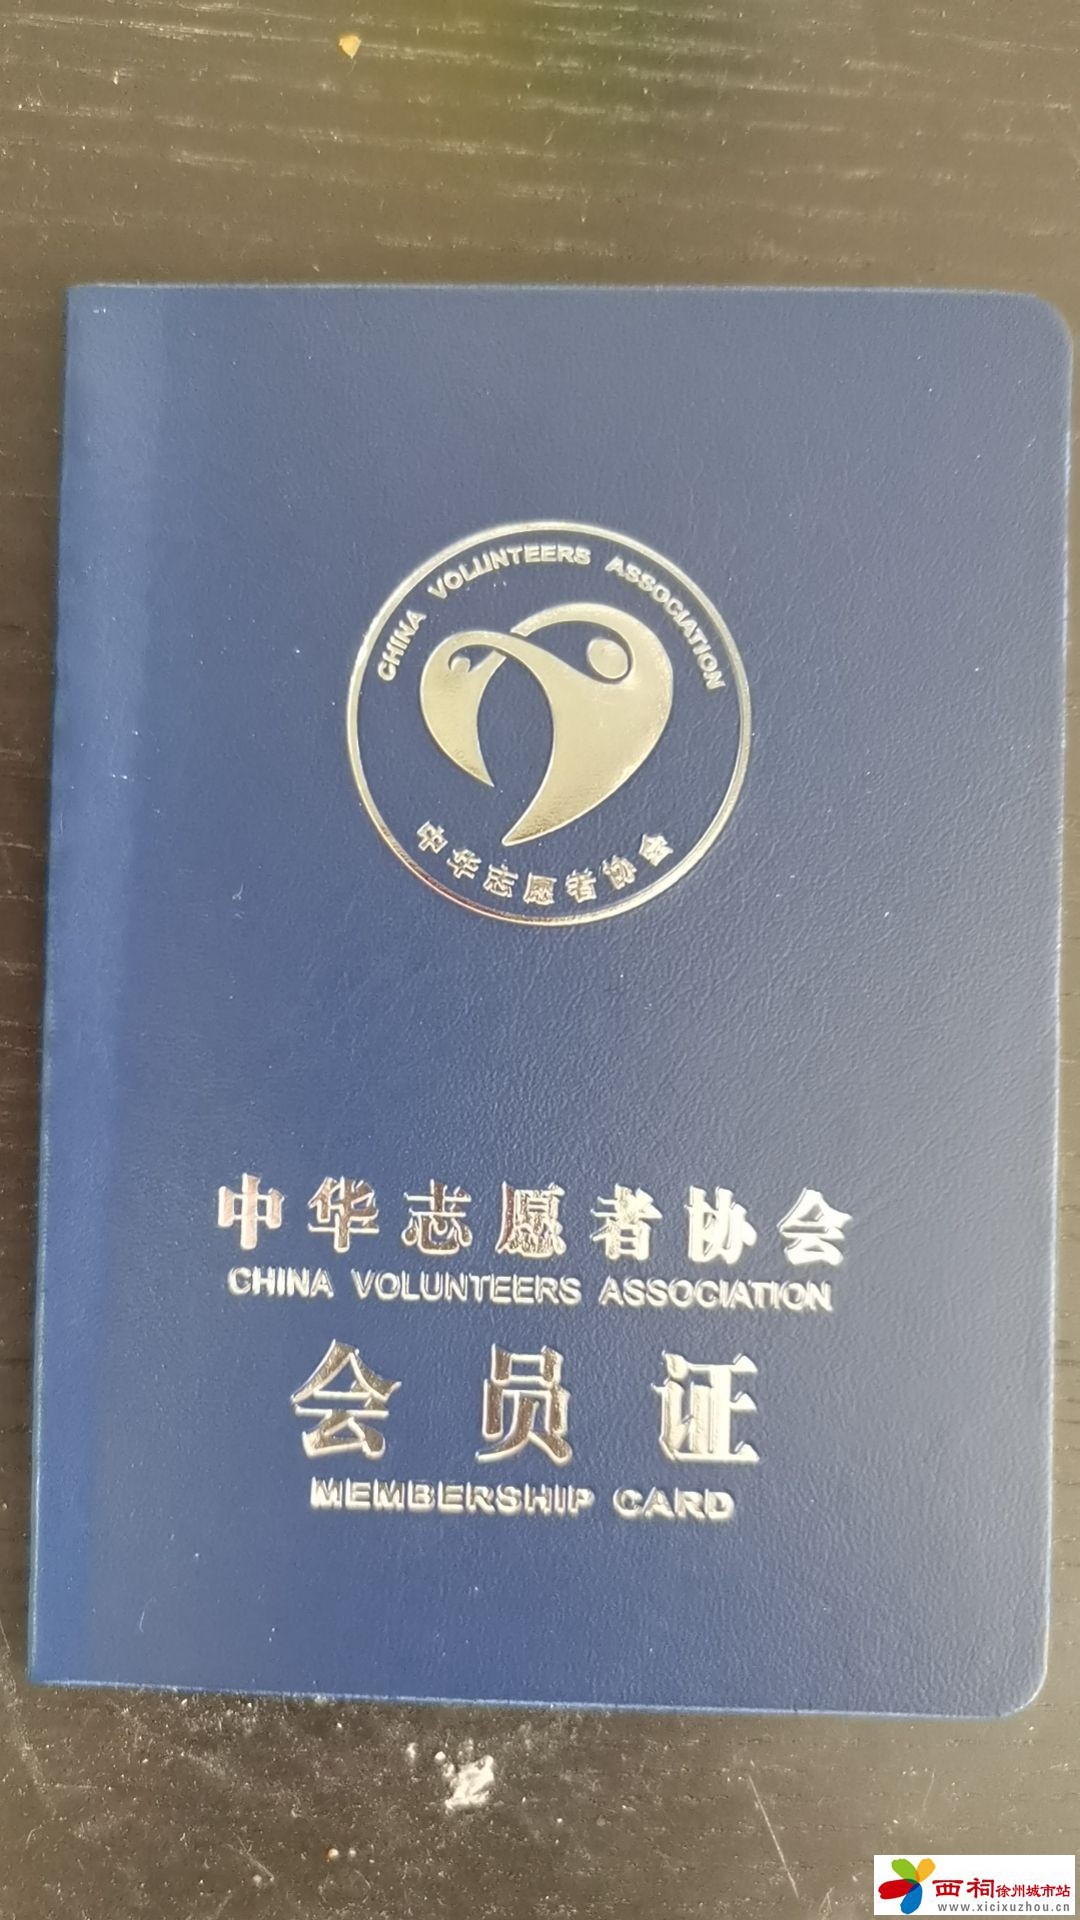 CHINA VOLUNTEERS ASSOCIATION
中华志愿者协会
中华志愿者协会
CHINA VOLUNTEERS ASSOCIATION
会员证
MEMBERSHIP CARD
西祠徐州城市站
www.xicixuzhou.cn